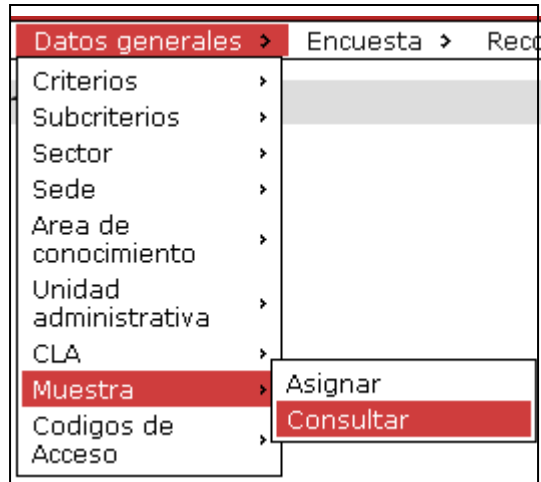 Datos generales Encuesta
Criterios
Subcriterios
Sector
Sede
Area de
conocimiento
Unidad
administrativa
CLA
Muestra
Asignar
Consultar
Codigos de
Acceso